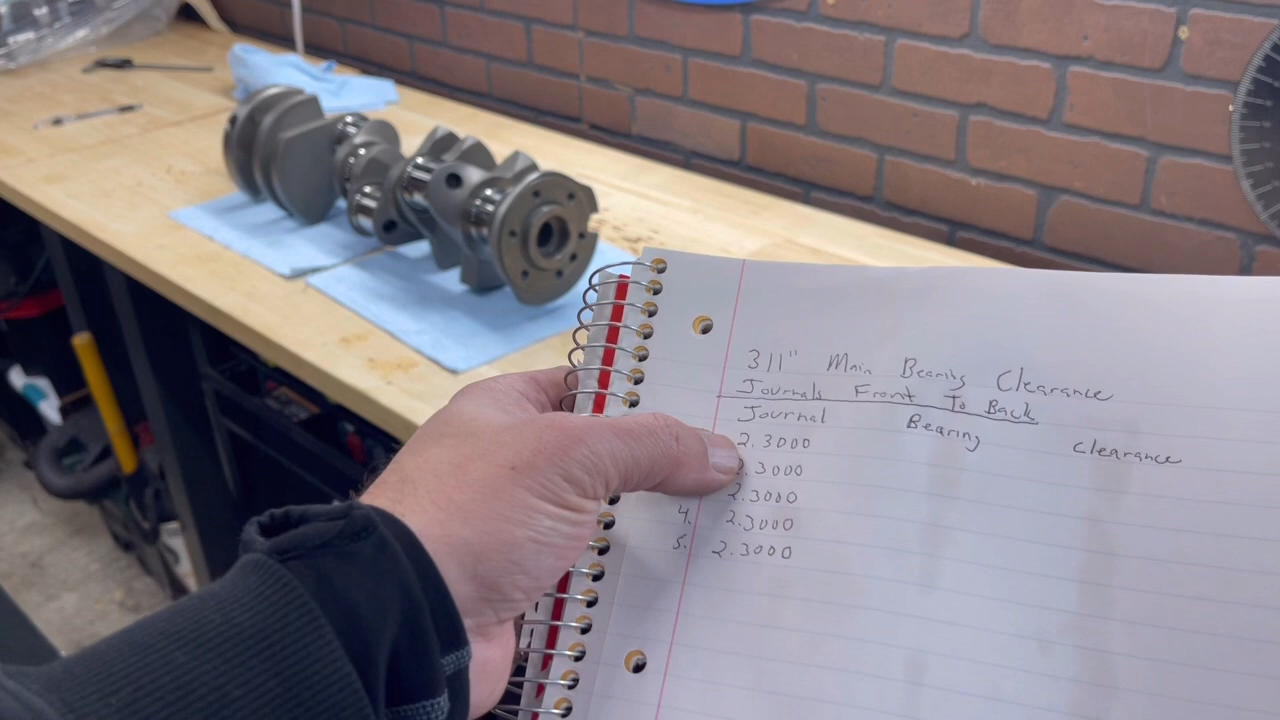 311" Main Bearing Clearance
Journals Front To Back
Journal Bearing Clearance
2.3000
.3000
2.3000
4. 2.3000
5. 2.3000